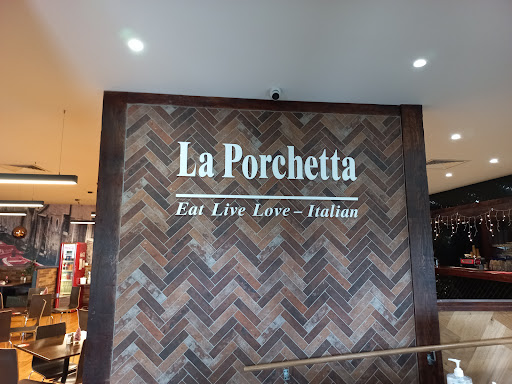 La Porchetta
Eat Live Love – Italian